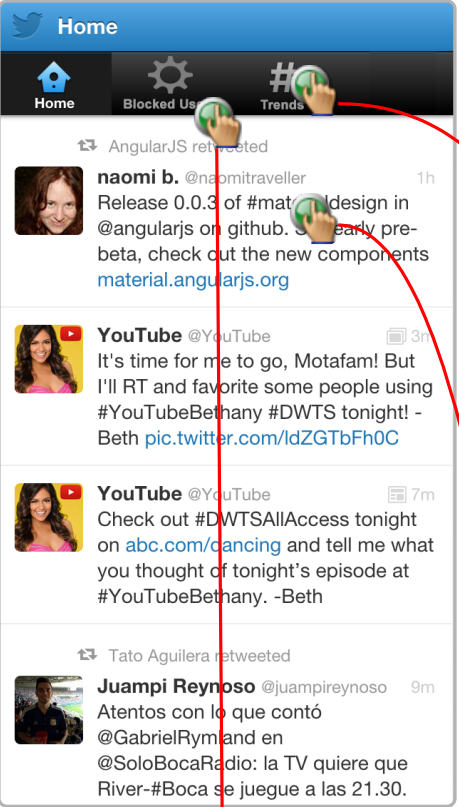 Home
Home
Blocked
#
Trends
AngularJS retweeted
naomi b. @naomitraveller 1h
Release 0.0.3 of #materialdesign in
@angularjs on github. early pre-
beta, check out the new components
material.angularjs.org
YouTube @YouTube 3m
It's time for me to go, Motafam! But
I'll RT and favorite some people using
#YouTubeBethany #DWTS tonight! -
Beth pic.twitter.com/ldZGTbFh0C
YouTube @YouTube 7m
Check out #DWTSAllAccess tonight
on abc.com/dancing and tell me what
you thought of tonight's episode at
#YouTubeBethany. -Beth
Tato Aguilera retweeted
Juampi Reynoso @juampireynoso 9m
Atentos con lo que contó
@GabrielRymland en
@SoloBocaRadio: la TV quiere que
River-#Boca se juegue a las 21.30.